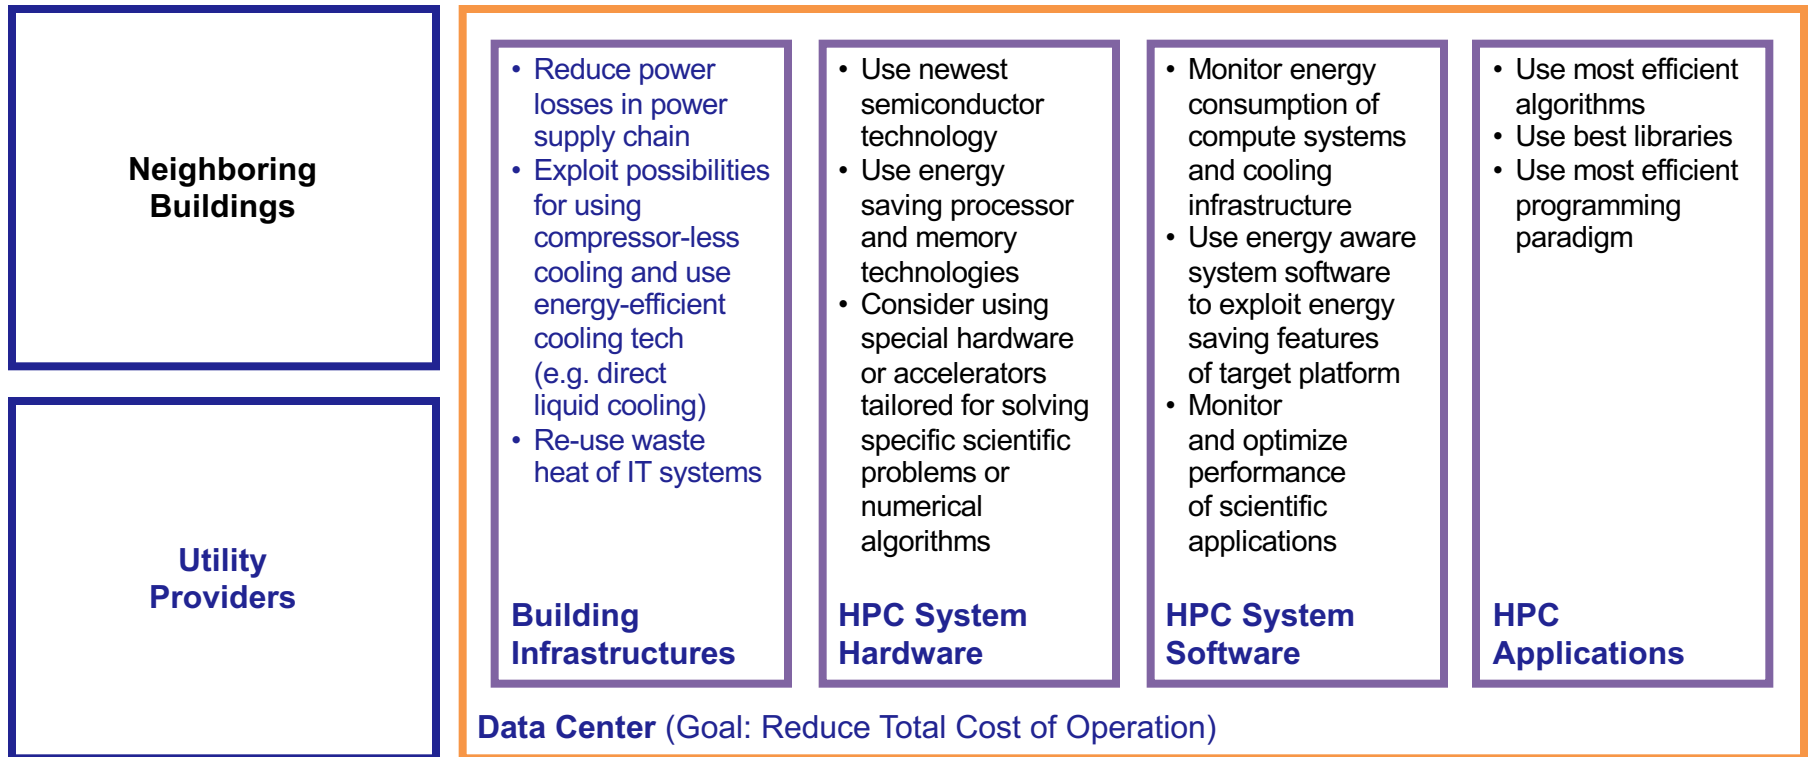 Neighboring
Buildings
Utility
Providers
• Reduce power
losses in power
supply chain
• Exploit possibilities
for using
compressor-less
cooling and use
energy-efficient
cooling tech
(e.g. direct
liquid cooling)
• Re-use waste
heat of IT systems
Building
Infrastructures
• Use newest
semiconductor
technology
• Use energy
saving processor
and memory
technologies
• Consider using
special hardware
or accelerators
tailored for solving
specific scientific
problems or
numerical
algorithms
HPC System
Hardware
• Monitor energy
consumption of
compute systems
and cooling
infrastructure
• Use energy aware
system software
to exploit energy
saving features
of target platform
• Monitor
and optimize
performance
of scientific
applications
HPC System
Software
• Use most efficient
algorithms
• Use best libraries
• Use most efficient
programming
paradigm
HPC
Applications
Data Center (Goal: Reduce Total Cost of Operation)